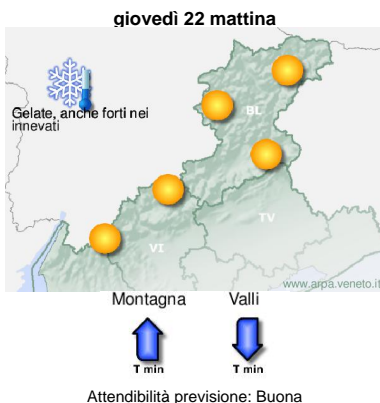 giovedì 22 mattina
Gelate, anche forti nei
innevati
BL
TV
VI
www.arpa.veneto.it
Montagna Valli
T min T min
Attendibilità previsione: Buona